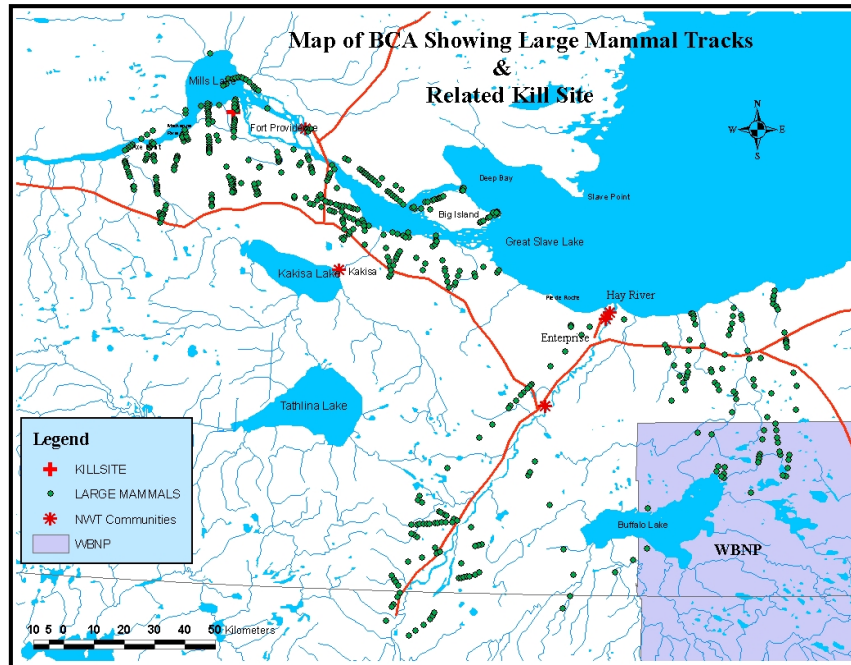 Map of BCA Showing Large Mammal Tracks
&
Related Kill Site
Mills Lake
Fort Providence
N
W E
S
Deep Bay
Slave Point
Big Island
Great Slave Lake
Kakisa Lake
Kakisa
Hay River
Enterprise
Tathlina Lake
Legend
KILLSITE
LARGE MAMMALS
NWT Communities
WBNP
Buffalo Lake
WBNP
10 5 0 10 20 30 40 50 Kilometers